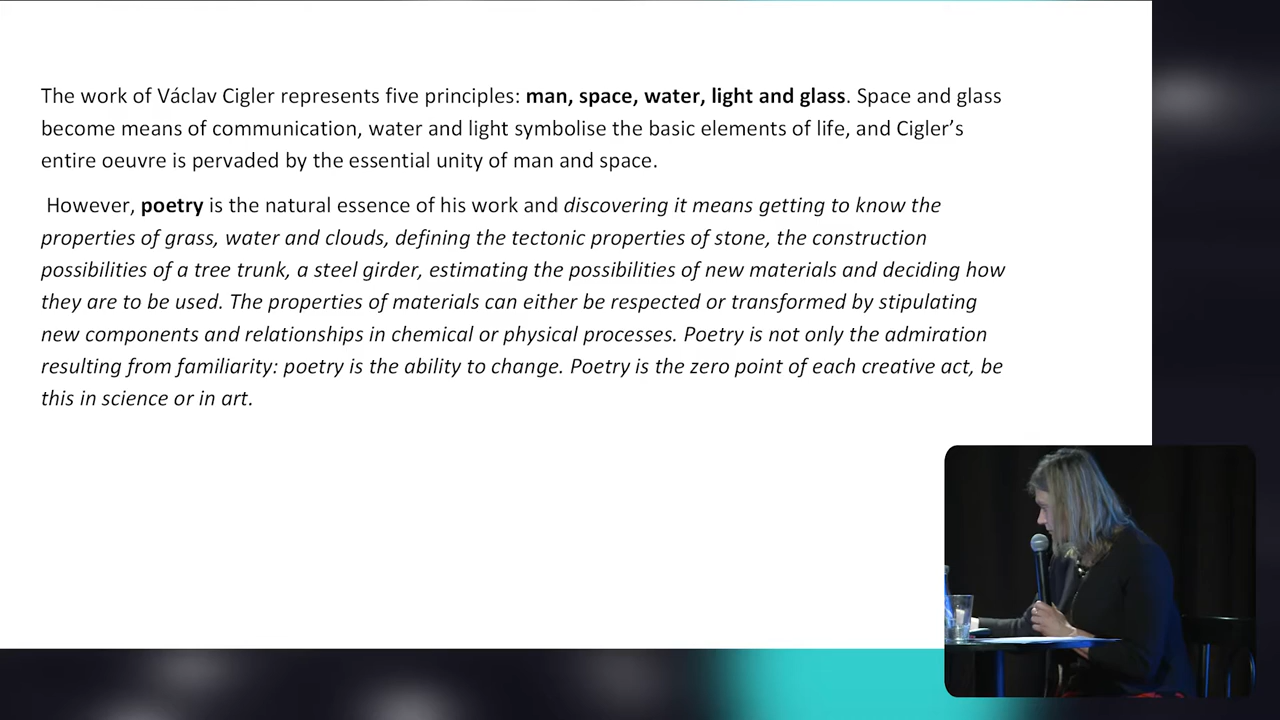 The work of Václav Cigler represents five principles: man, space, water, light and glass. Space and glass
become means of communication, water and light symbolise the basic elements of life, and Cigler’s
entire oeuvre is pervaded by the essential unity of man and space.
However, poetry is the natural essence of his work and discovering it means getting to know the
properties of grass, water and clouds, defining the tectonic properties of stone, the construction
possibilities of a tree trunk, a steel girder, estimating the possibilities of new materials and deciding how
they are to be used. The properties of materials can either be respected or transformed by stipulating
new components and relationships in chemical or physical processes. Poetry is not only the admiration
resulting from familiarity: poetry is the ability to change. Poetry is the zero point of each creative act, be
this in science or in art.